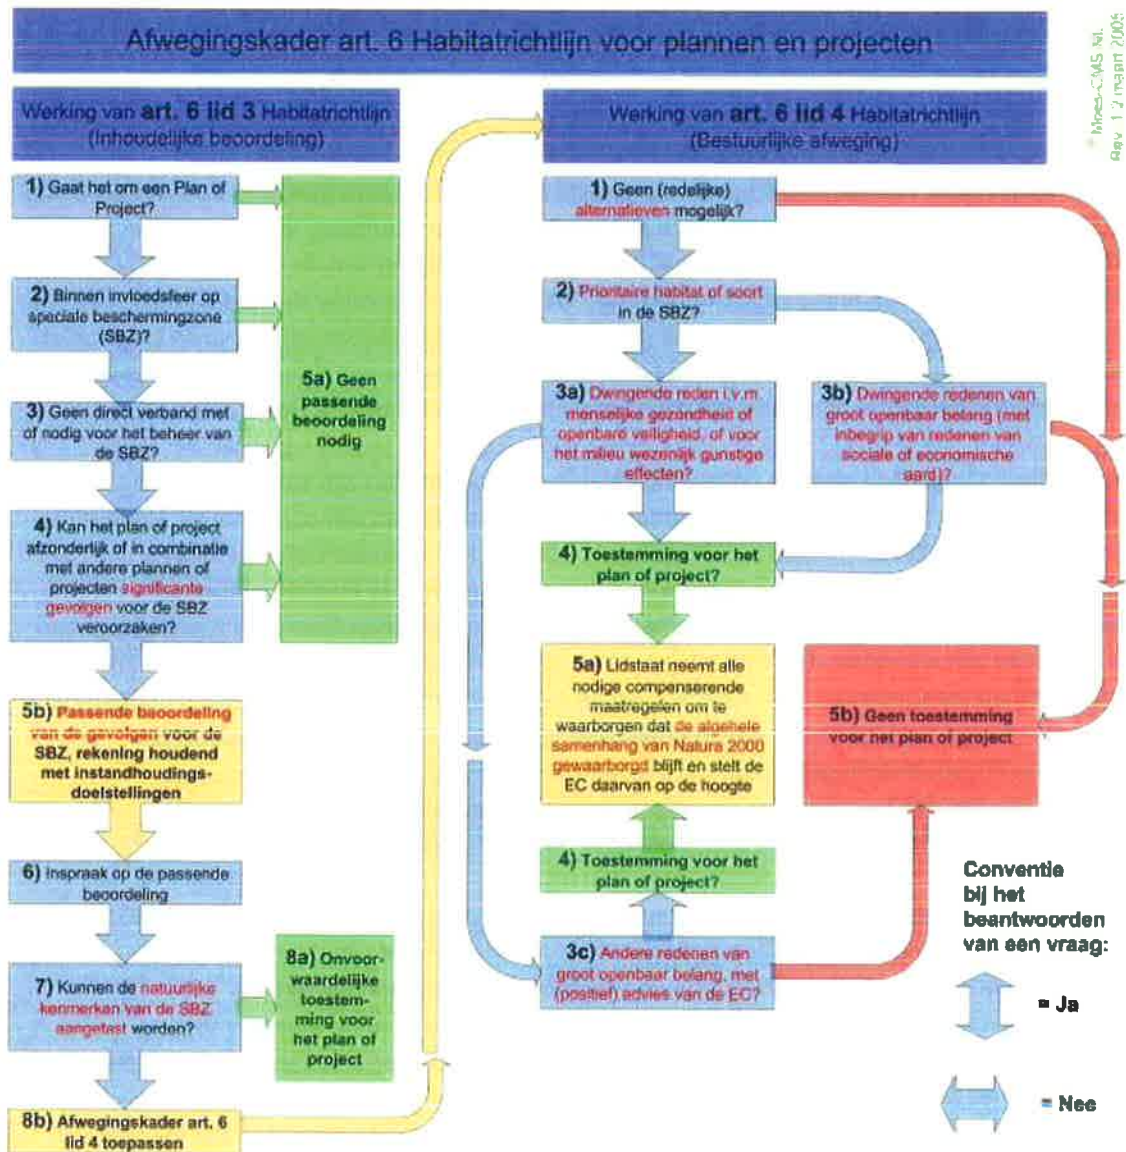 Afwegingskader art. 6 Habitatrichtlijn voor plannen en projecten
Rev. 1 2 maart 2005
Werking van art. 6 lid 3 Habitatrichtlijn
(Inhoudelijke beoordeling)
1) Gaat het om een Plan of
Project?
2) Binnen invloedsfeer op
speciale beschermingzone
(SBZ)?
3) Geen direct verband met
of nodig voor het beheer van
de SBZ?
4) Kan het plan of project
afzonderlijk of in combinatie
met andere plannen of
projecten significante
gevolgen voor de SBZ
veroorzaken?
5a) Geen
passende
beoordeling
nodig
5b) Passende beoordeling
van de gevolgen voor de
SBZ, rekening houdend
met instandhoudings-
doelstellingen
6) Inspraak op de passende
beoordeling
7) Kunnen de natuurlijke
kenmerken van de SBZ
aangetast worden?
8a) Onvoor-
waardelijke
toestem-
ming voor
het plan of
project
8b) Afwegingskader art. 6
lid 4 toepassen
Werking van art. 6 lid 4 Habitatrichtlijn
(Bestuurlijke afweging)
1) Geen (redelijke)
alternatieven mogelijk?
2) Prioritaire habitat of soort
in de SBZ?
3a) Dwingende reden i.v.m.
menselijke gezondheid of
openbare veiligheid, of voor
het milieu wezenlijk gunstige
effecten?
3b) Dwingende redenen van
groot openbaar belang (met
inbegrip van redenen van
sociale of economische
aard)?
4) Toestemming voor het
plan of project?
5a) Lidstaat neemt alle
nodige compenserende
maatregelen om te
waarborgen dat de algehele
samenhang van Natura 2000
gewaarborgd blijft en stelt de
EC daarvan op de hoogte
5b) Geen toestemming
voor het plan of project
4) Toestemming voor het
plan of project?
3c) Andere redenen van
groot openbaar belang, met
(positief) advies van de EC?
Conventie
bij het
beantwoorden
van een vraag:
= Ja
= Nee